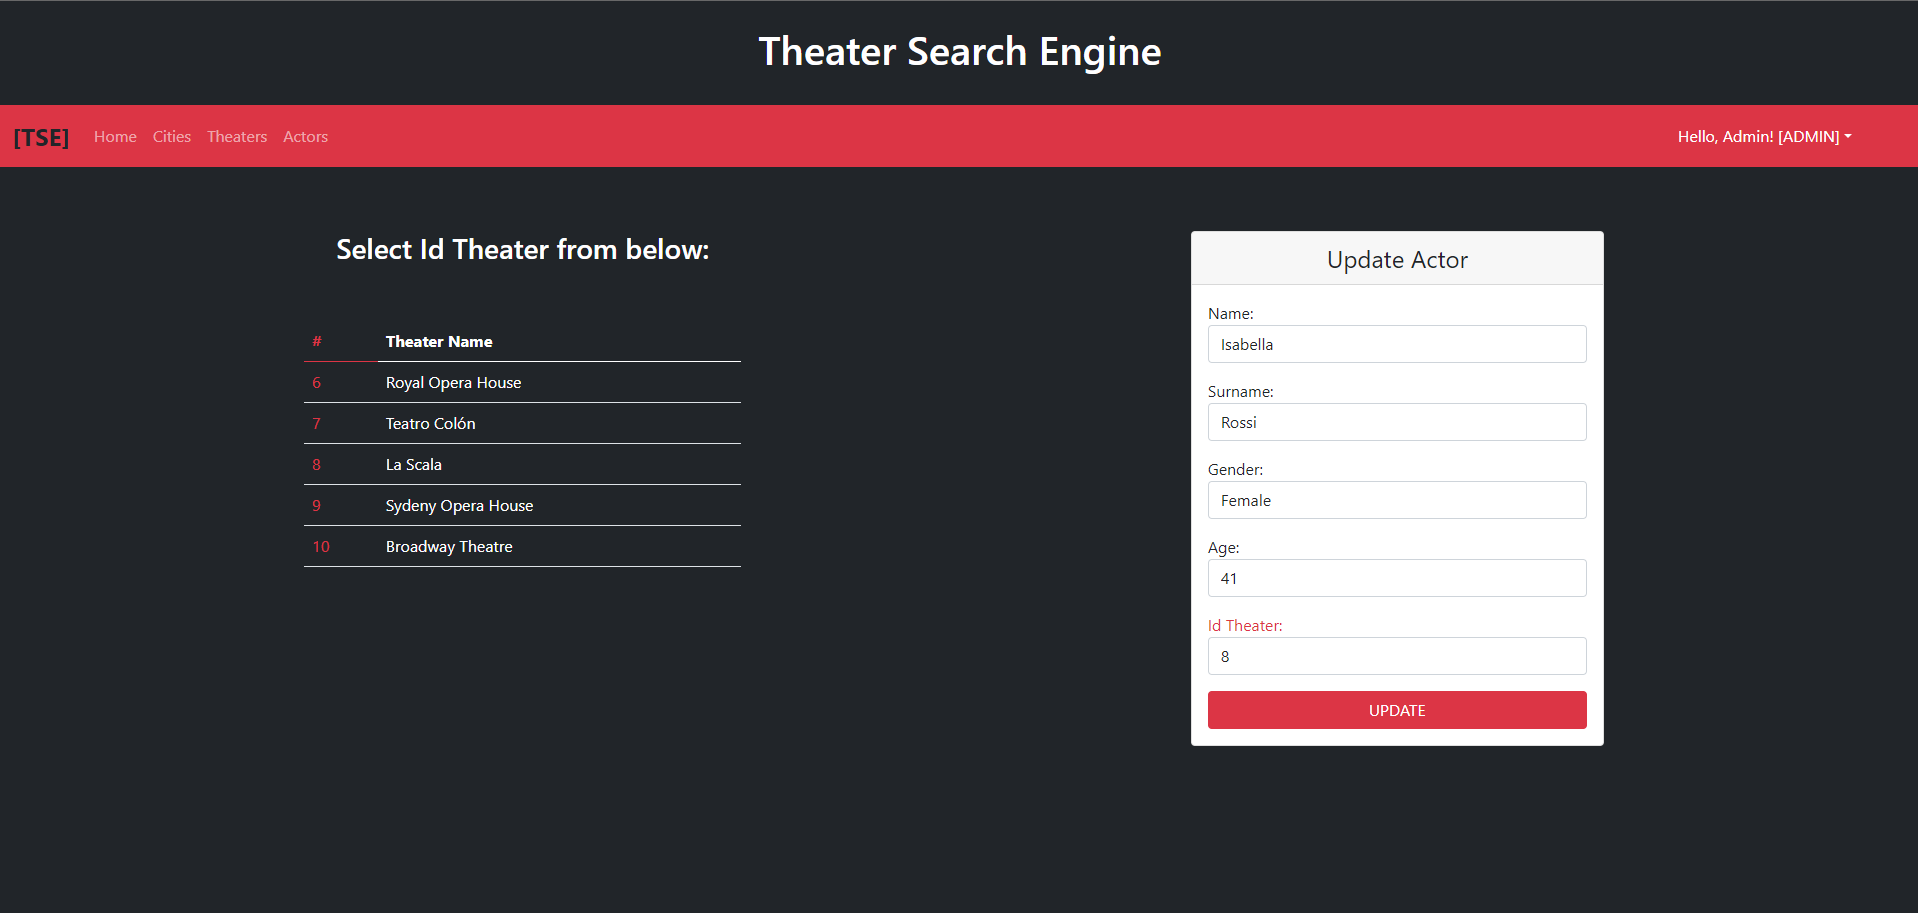 Theater Search Engine
[TSE] Home Cities Theaters Actors Hello, Admin! [ADMIN]
Select Id Theater from below:
# Theater Name
6 Royal Opera House
7 Teatro Colón
8 La Scala
9 Sydeny Opera House
10 Broadway Theatre
Update Actor
Name:
Isabella
Surname:
Rossi
Gender:
Female
Age:
41
Id Theater:
8
UPDATE